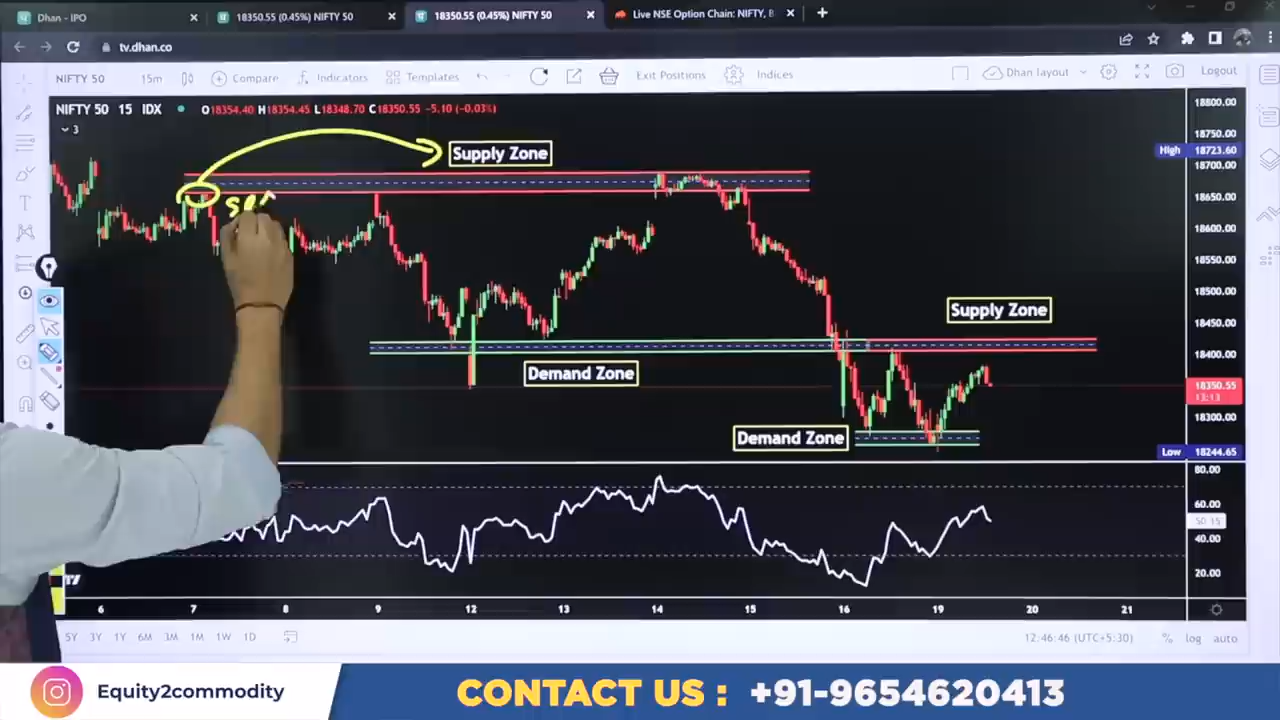 Dhan - IPO
18350.55 (0.45%) NIFTY 50
18350.55 (0.45%) NIFTY 50
Live NSE Option Chain: NIFTY, B
tv.dhan.co
NIFTY 50
15m
Compare
Indicators
Templates
Exit Positions
Indices
Dhan layout
Logout
NIFTY 50 15 IDX
O18354.40 H18354.45 L18348.70 C18350.55 -5.10 (-0.03%)
3
Supply Zone
Supply Zone
Demand Zone
Demand Zone
18800.00
18750.00
High 18723.60
18700.00
18650.00
18600.00
18550.00
18500.00
18450.00
18400.00
18350.55
13:13
18300.00
Low 18244.65
80.00
60.00
50.15
40.00
20.00
6 7 8 9 12 13 14 15 16 19 20 21
5Y 3Y 1Y 6M 3M 1M 1W 1D
12:46:46 (UTC+5:30)
% log auto
Equity2commodity
CONTACT US : +91-9654620413